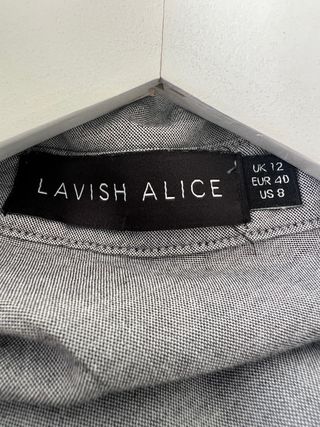 LAVISH ALICE
UK 12
EUR 40
US 8